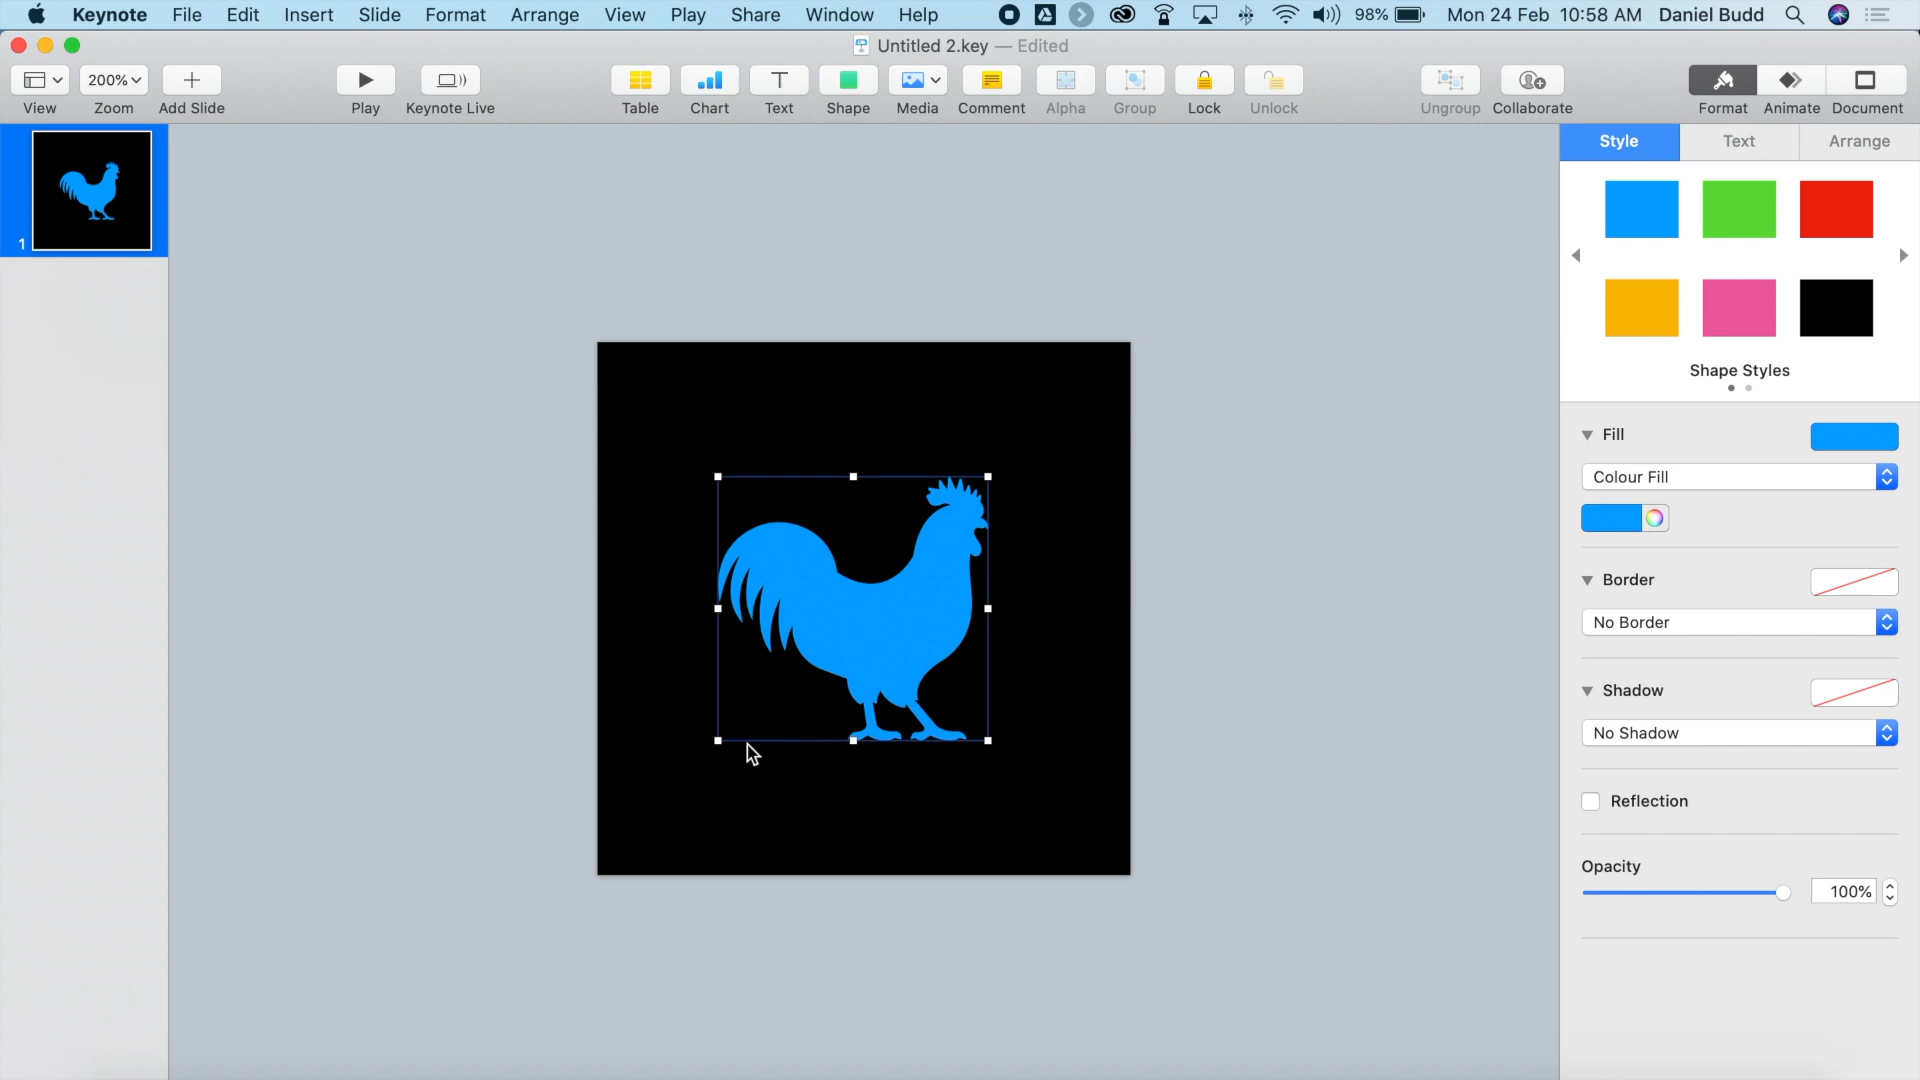 Keynote File Edit Insert Slide Format Arrange View Play Share Window Help 98% Mon 24 Feb 10:58 AM Daniel Budd
Untitled 2.key — Edited
200%
View Zoom Add Slide Play Keynote Live Table Chart Text Shape Media Comment Alpha Group Lock Unlock Ungroup Collaborate Format Animate Document
1
Style Text Arrange
Shape Styles
Fill
Colour Fill
Border
No Border
Shadow
No Shadow
Reflection
Opacity
100%